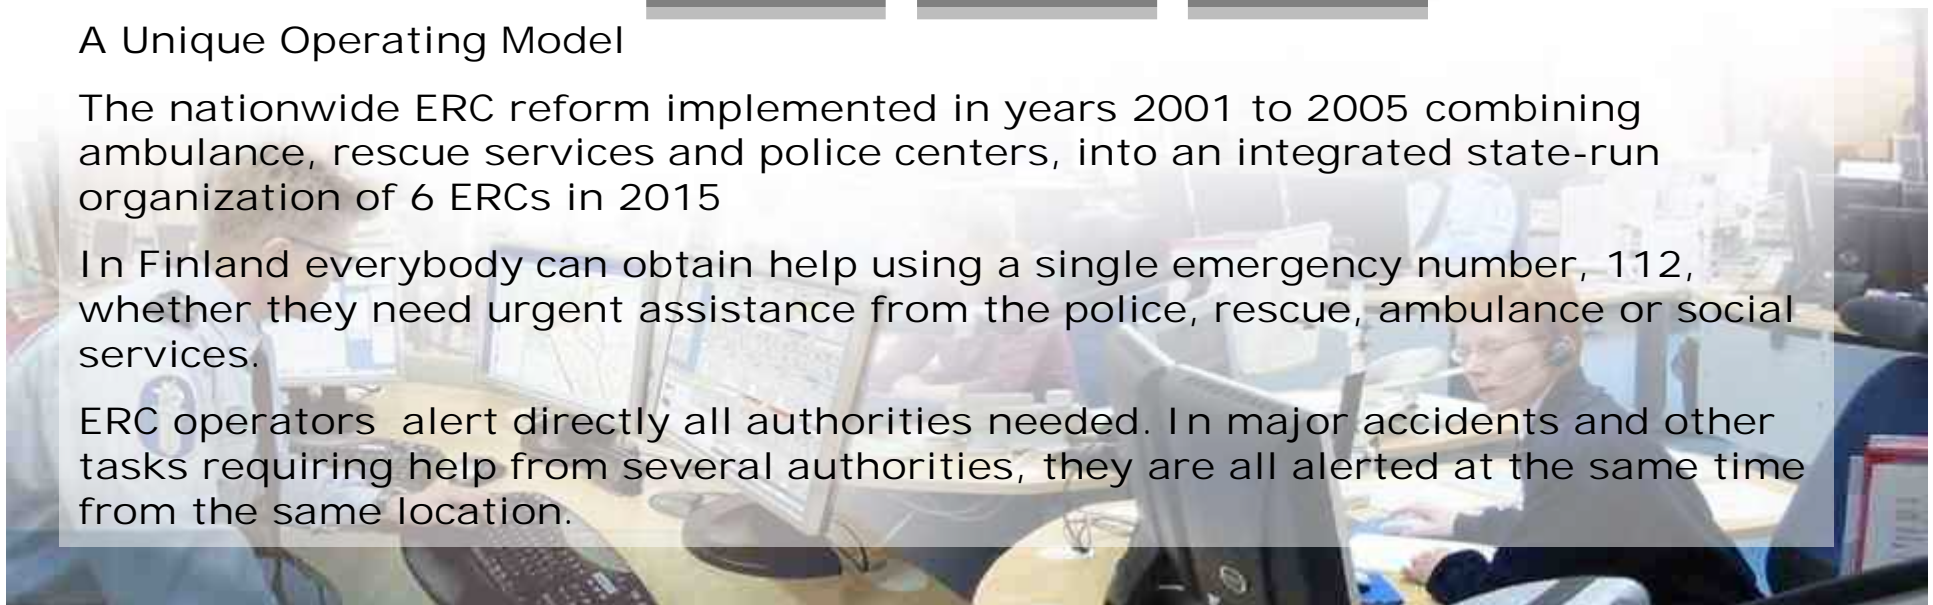 A Unique Operating Model
The nationwide ERC reform implemented in years 2001 to 2005 combining
ambulance, rescue services and police centers, into an integrated state-run
organization of 6 ERCs in 2015
In Finland everybody can obtain help using a single emergency number, 112,
whether they need urgent assistance from the police, rescue, ambulance or social
services.
ERC operators  alert directly all authorities needed. In major accidents and other
tasks requiring help from several authorities, they are all alerted at the same time
from the same location.